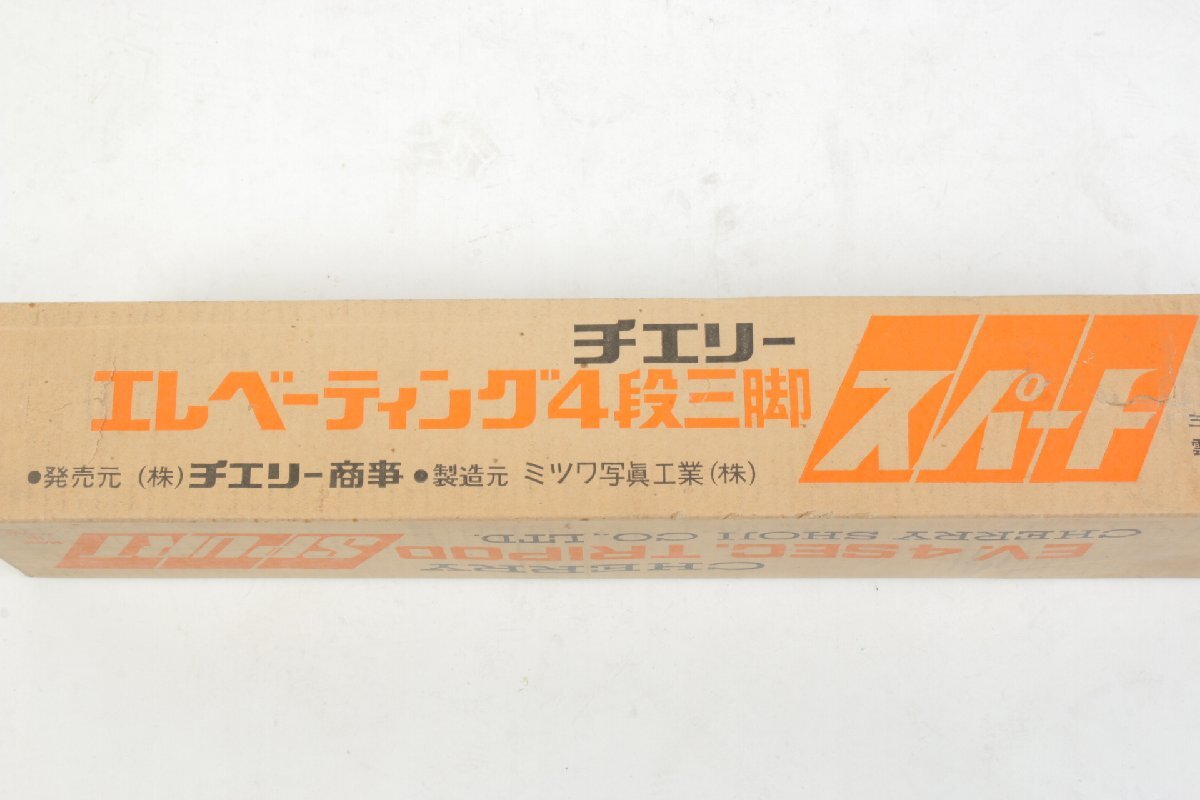 チエリー
エレベーティング4段三脚
スパート
●発売元 (株)チエリー商事 ●製造元 ミツワ写眞工業(株)
CHERRY
EV. 4 SEC. TRIPOD SPURT
CHERRY SHOJI CO., LTD.